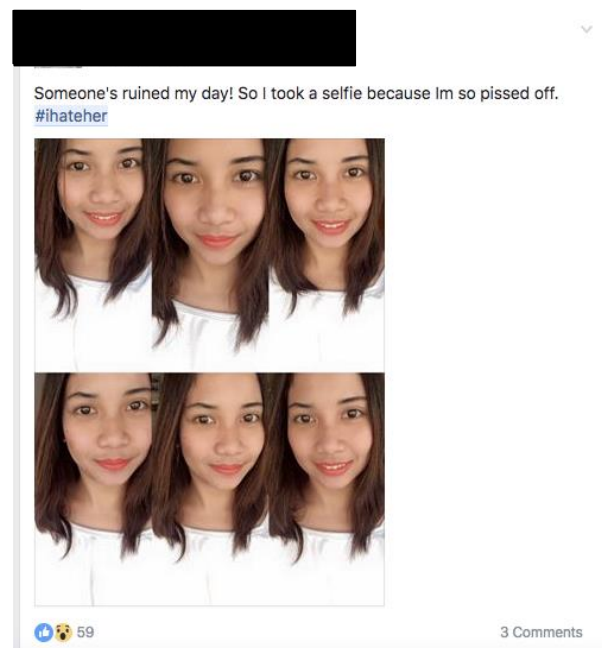 Someone's ruined my day! So I took a selfie because Im so pissed off.
#ihateher
59
3 Comments